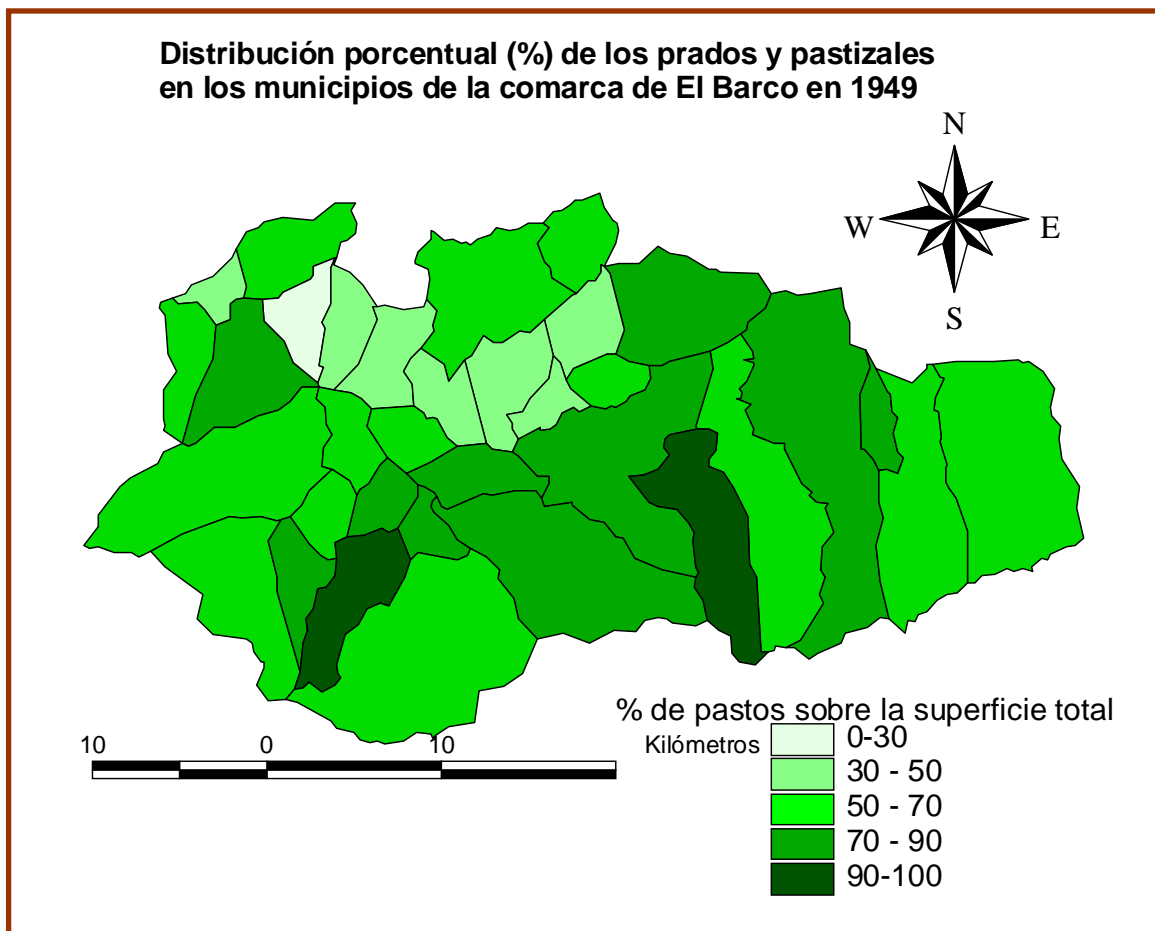 Distribución porcentual (%) de los prados y pastizales
en los municipios de la comarca de El Barco en 1949
N
W
E
S
% de pastos sobre la superficie total
10
0
10
Kilómetros
0-30
30 - 50
50 - 70
70 - 90
90-100